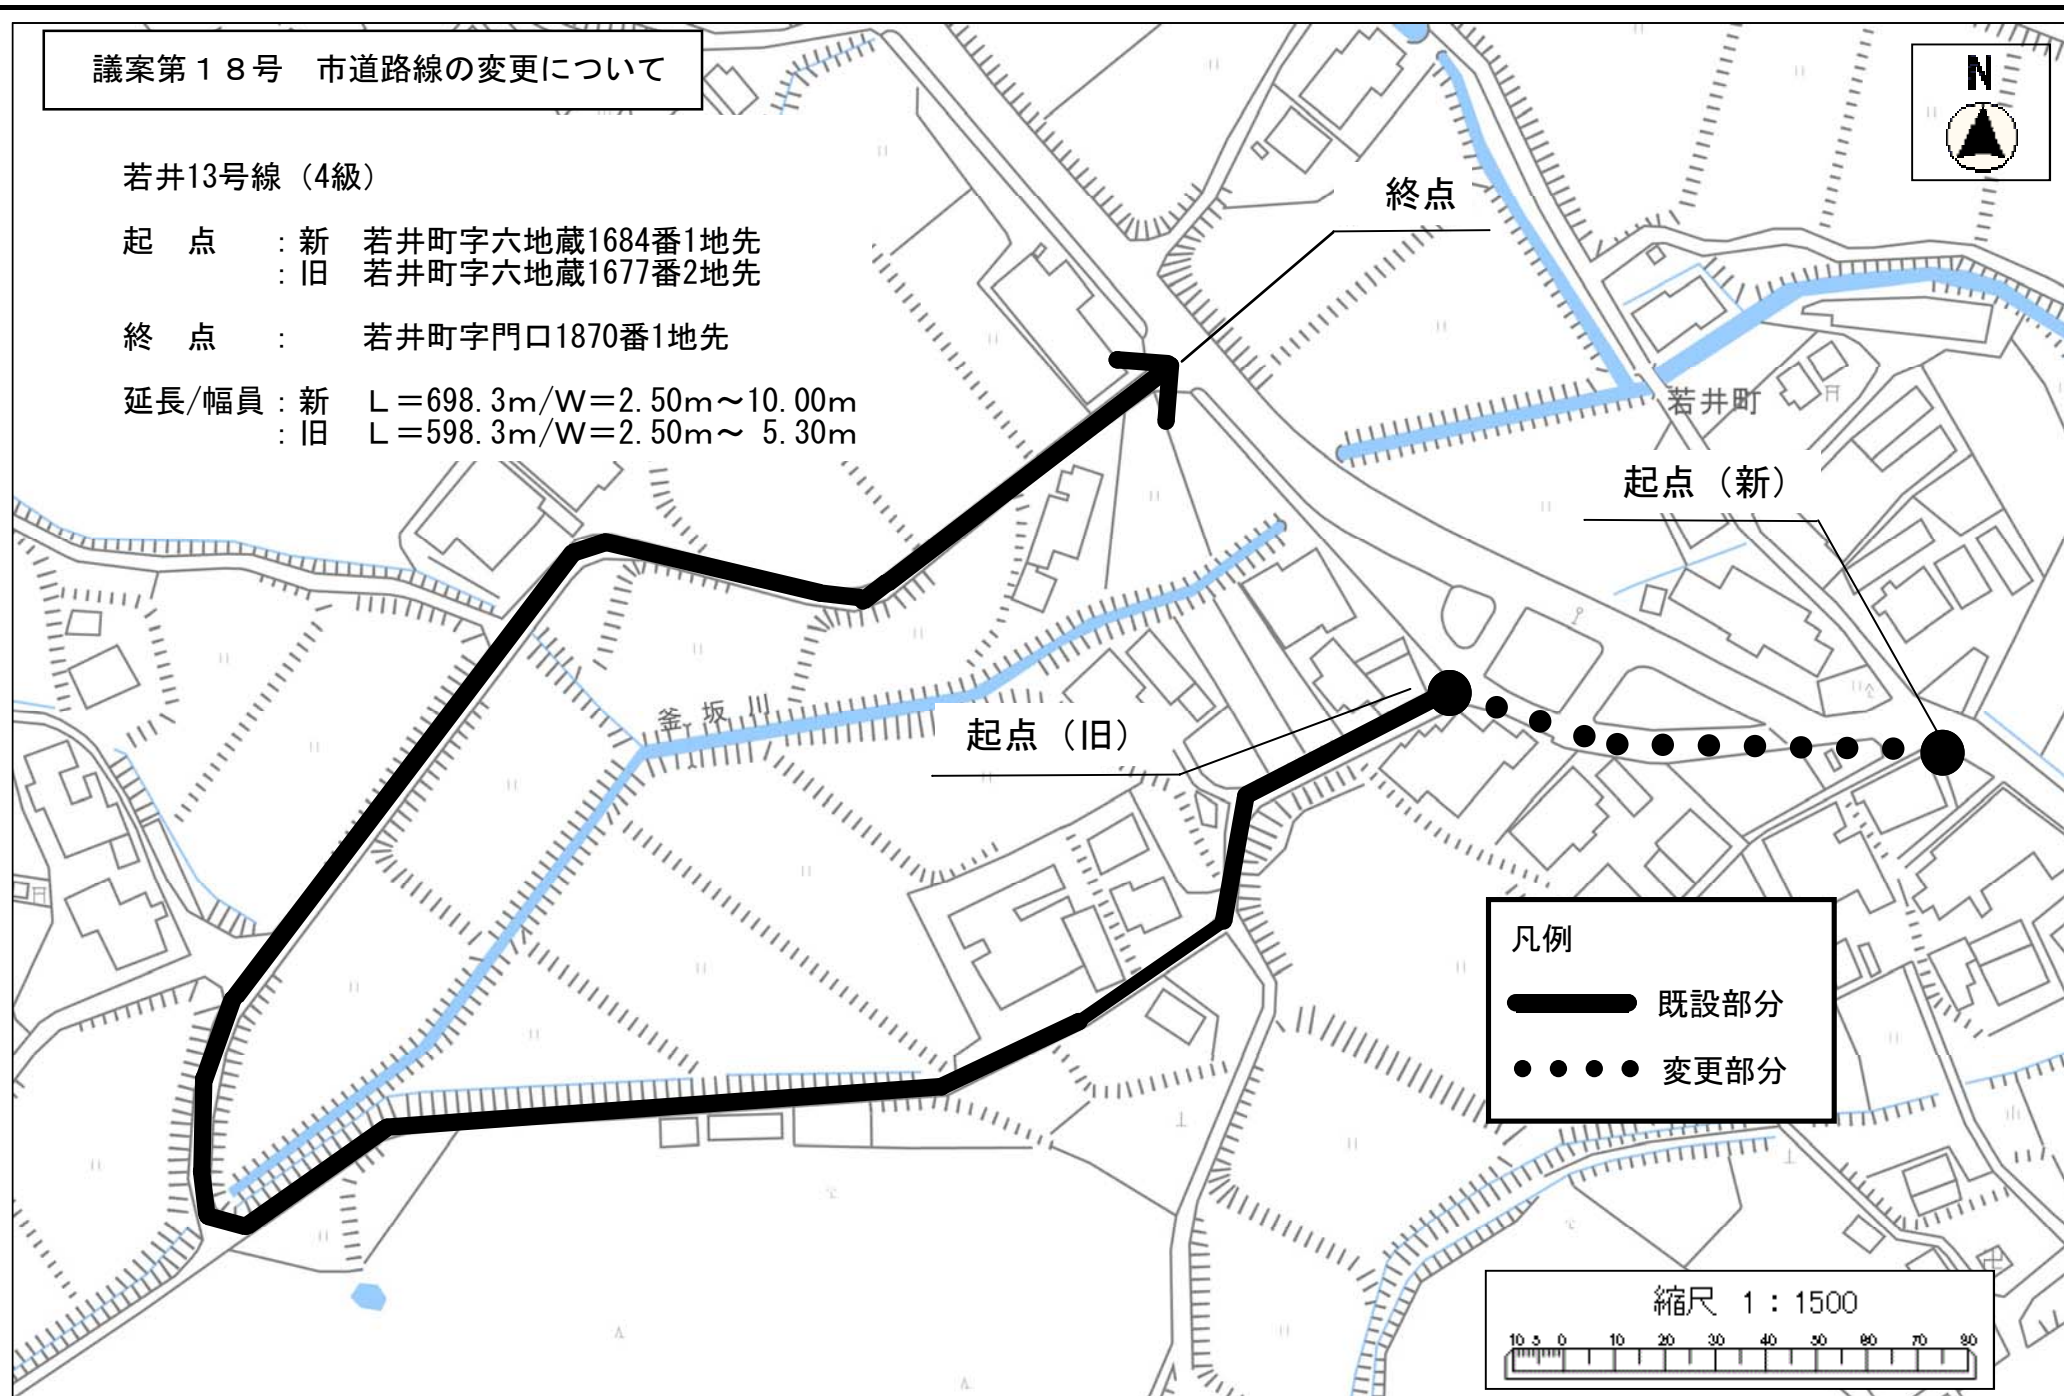 議案第１８号　市道路線の変更について
N
若井13号線（4級）
起　点　：新　若井町字六地蔵1684番1地先
：旧　若井町字六地蔵1677番2地先
終　点　：　　若井町字門口1870番1地先
延長/幅員：新　Ｌ＝698.3ｍ/Ｗ＝2.50ｍ～10.00ｍ
：旧　Ｌ＝598.3ｍ/Ｗ＝2.50ｍ～ 5.30ｍ
終点
若井町
起点（新）
釜坂川
起点（旧）
凡例
既設部分
変更部分
縮尺 1：1500
10 5 0 10 20 30 40 50 60 70 80